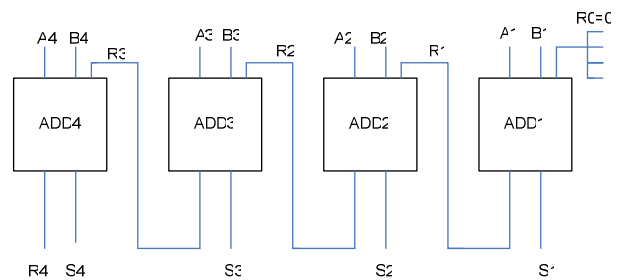 R0=0
A4 B4 R3 A3 B3 R2 A2 B2 R1 A1 B1
ADD4 ADD3 ADD2 ADD1
R4 S4 S3 S2 S1